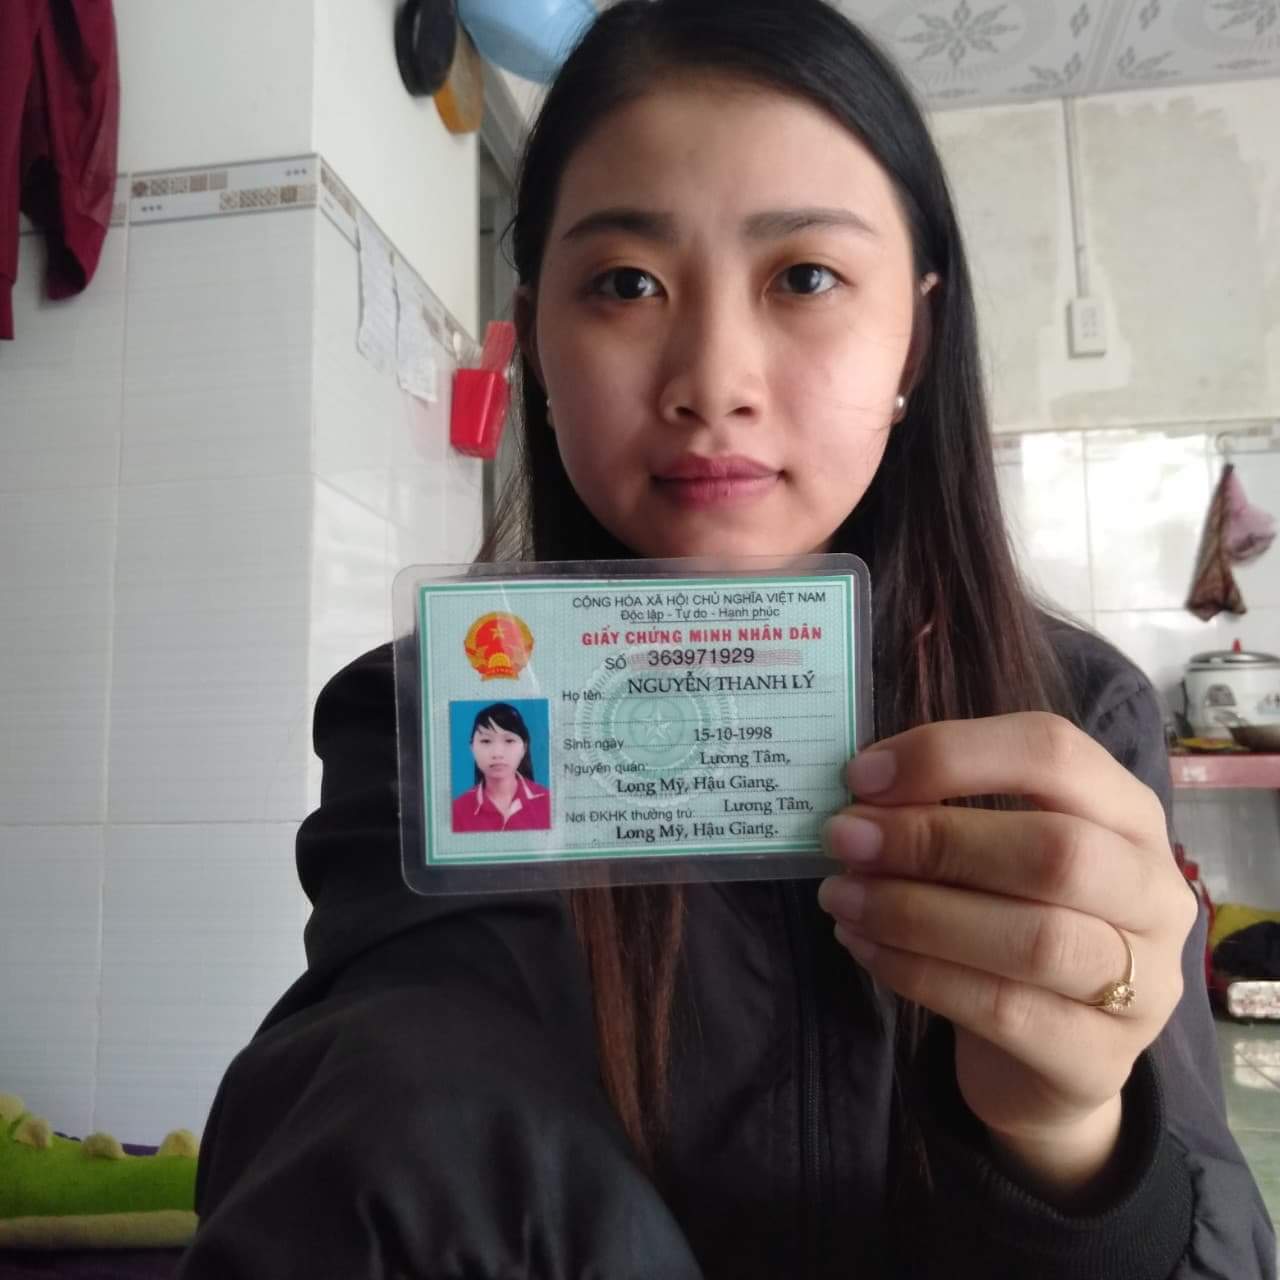 CỘNG HÒA XÃ HỘI CHỦ NGHĨA VIỆT NAM
Độc lập - Tự do - Hạnh phúc
GIẤY CHỨNG MINH NHÂN DÂN
SỐ 363971929
Họ tên: NGUYỄN THANH LÝ
Sinh ngày 15-10-1998
Nguyên quán: Lương Tâm,
Long Mỹ, Hậu Giang.
Nơi ĐKHK thường trú: Lương Tâm,
Long Mỹ, Hậu Giang.